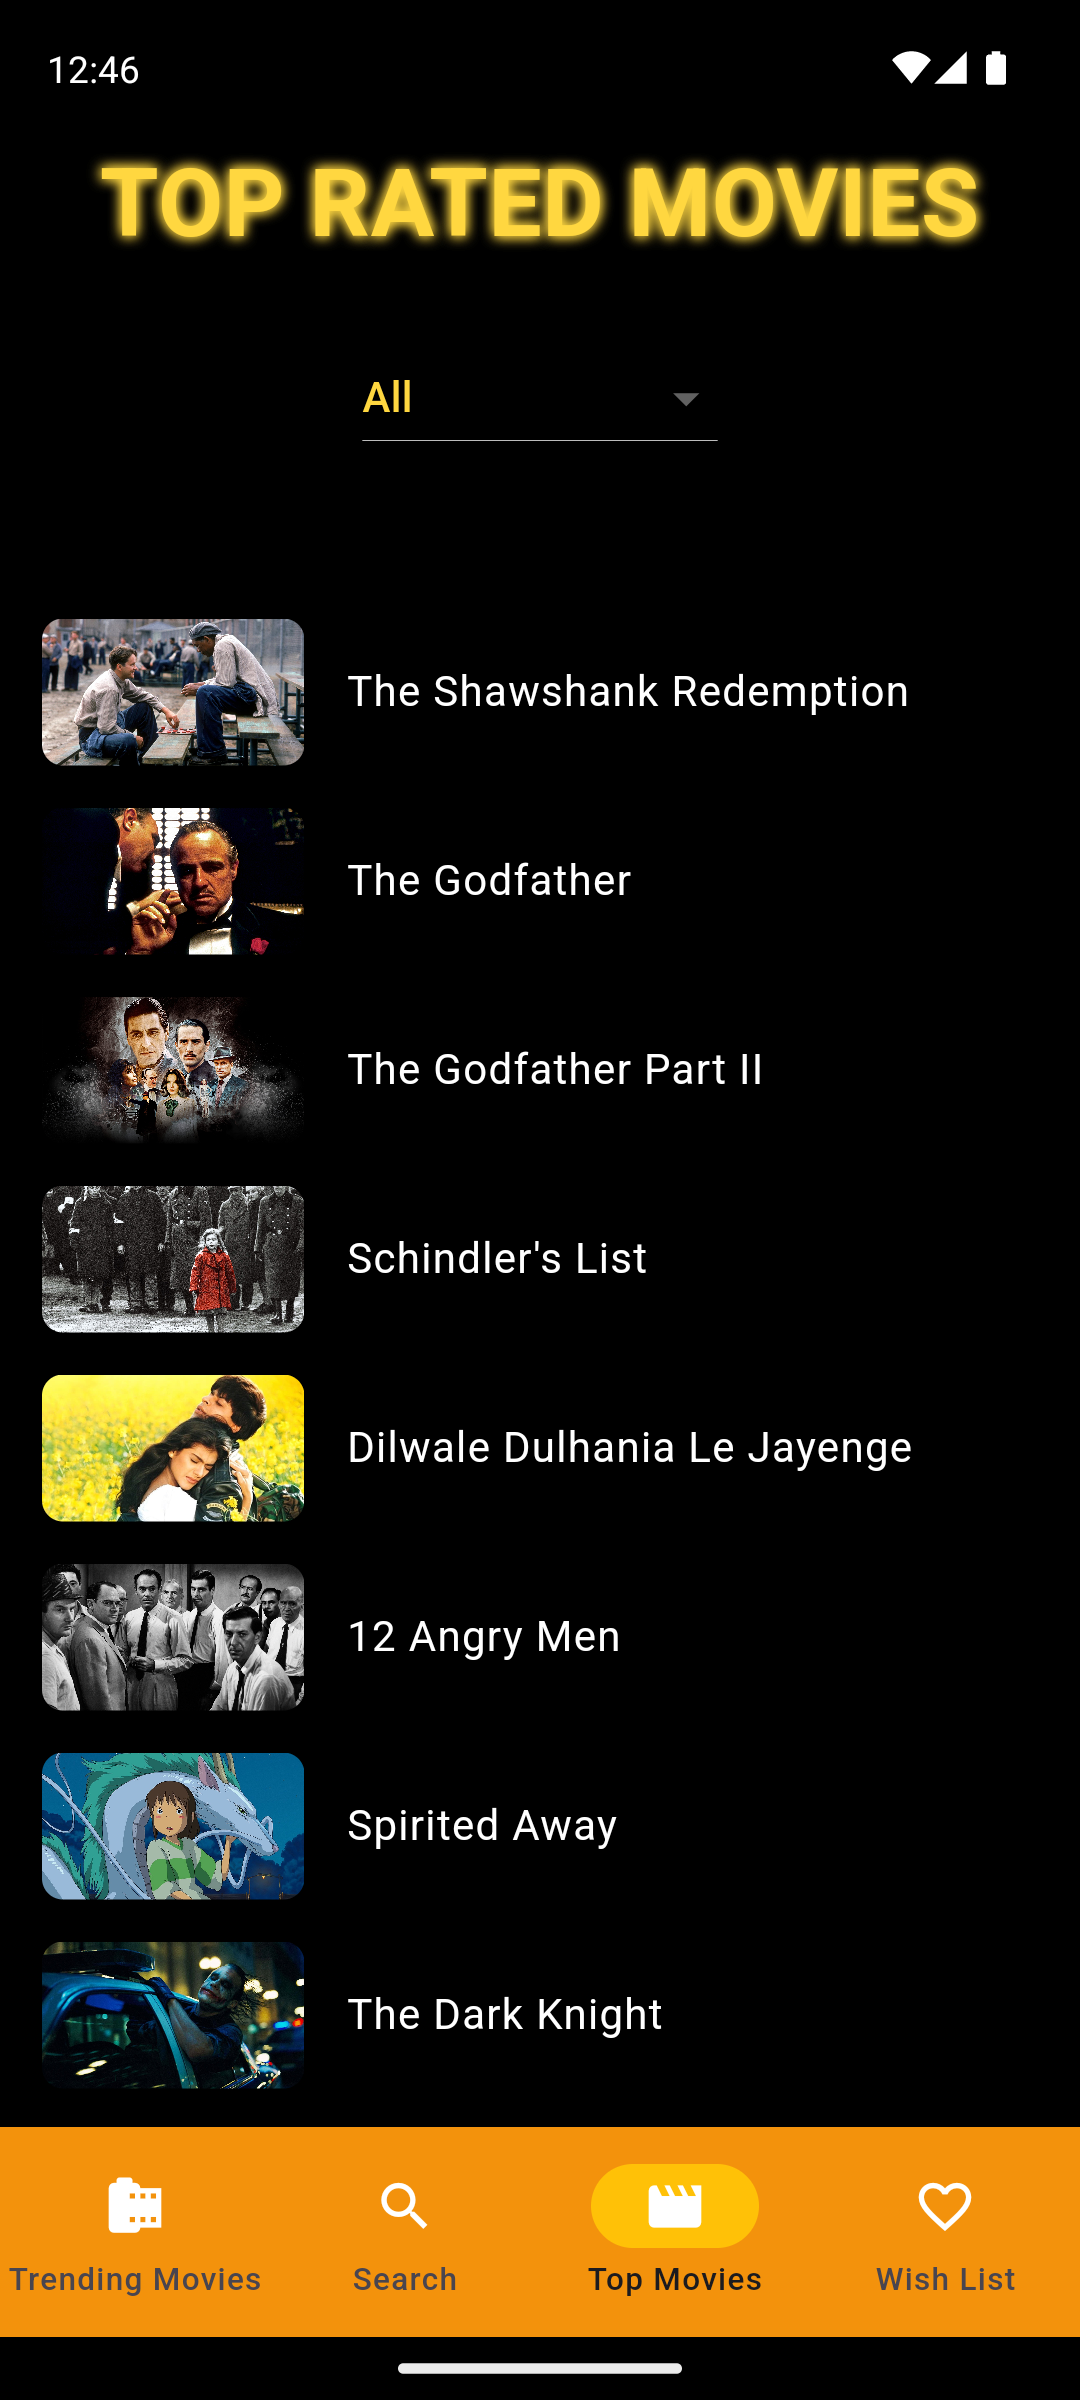 12:46
TOP RATED MOVIES
All
The Shawshank Redemption
The Godfather
The Godfather Part II
Schindler's List
Dilwale Dulhania Le Jayenge
12 Angry Men
Spirited Away
The Dark Knight
Trending Movies
Search
Top Movies
Wish List